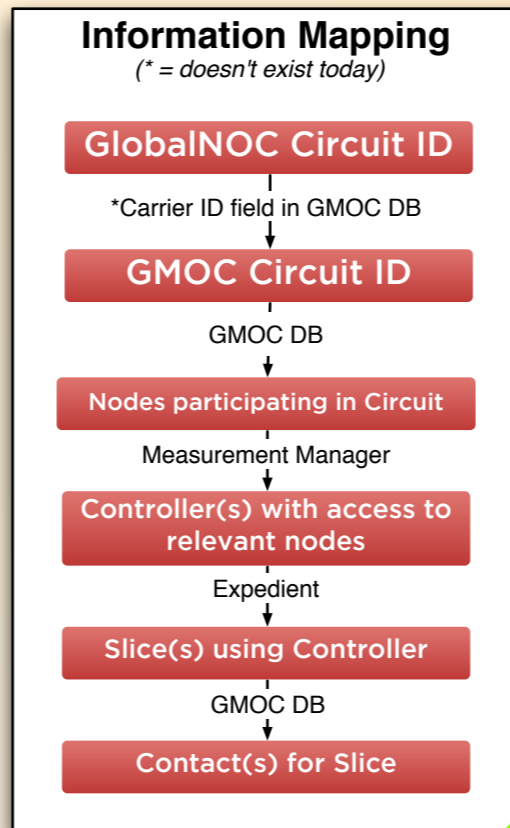 Information Mapping
(* = doesn't exist today)
GlobalNOC Circuit ID
*Carrier ID field in GMOC DB
GMOC Circuit ID
GMOC DB
Nodes participating in Circuit
Measurement Manager
Controller(s) with access to
relevant nodes
Expedient
Slice(s) using Controller
GMOC DB
Contact(s) for Slice